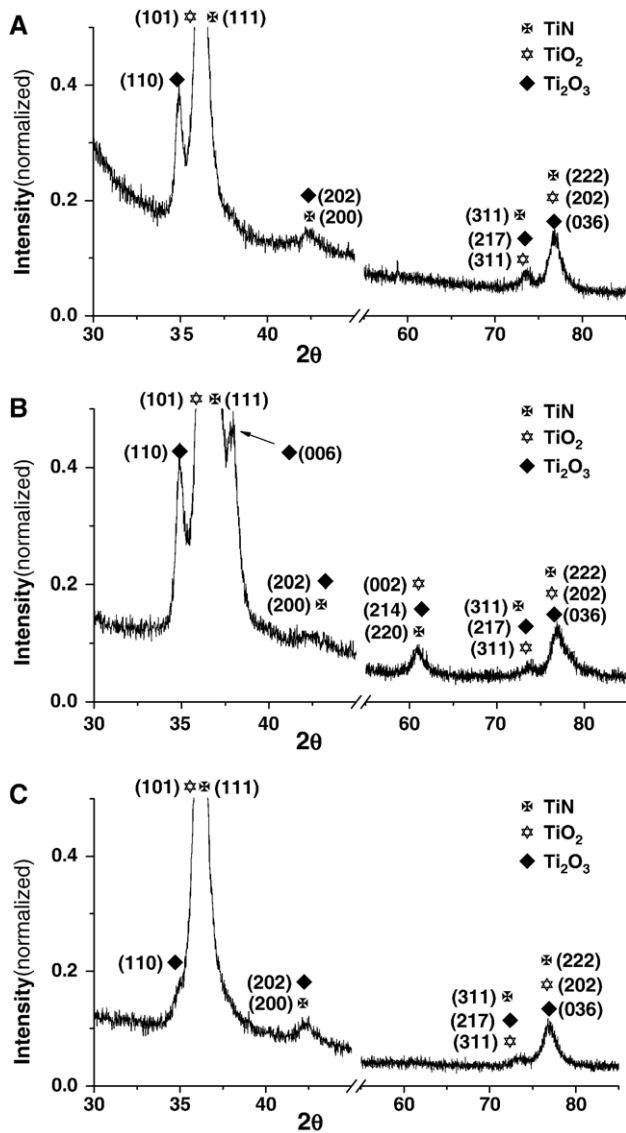 A
(101) ✡ ✠ (111)
✠ TiN
✡ TiO2
◆ Ti2O3
(110) ◆
◆ (202)
✠ (200)
(311) ✠
(217) ◆
(311) ✡
✠ (222)
✡ (202)
◆ (036)
Intensity(normalized)
0.4
0.2
0.0
30 35 40 60 70 80
2θ
B
(101) ✡ ✠ (111)
✠ TiN
✡ TiO2
◆ Ti2O3
(110) ◆
◆ (006)
(202) ◆
(200) ✠
(002) ✡
(214) ◆
(220) ✠
(311) ✠
(217) ◆
(311) ✡
✠ (222)
✡ (202)
◆ (036)
Intensity(normalized)
0.4
0.2
0.0
30 35 40 60 70 80
2θ
C
(101) ✡ ✠ (111)
✠ TiN
✡ TiO2
◆ Ti2O3
(110) ◆
(202) ◆
(200) ✠
(311) ✠
(217) ◆
(311) ✡
✠ (222)
✡ (202)
◆ (036)
Intensity(normalized)
0.4
0.2
0.0
30 35 40 60 70 80
2θ